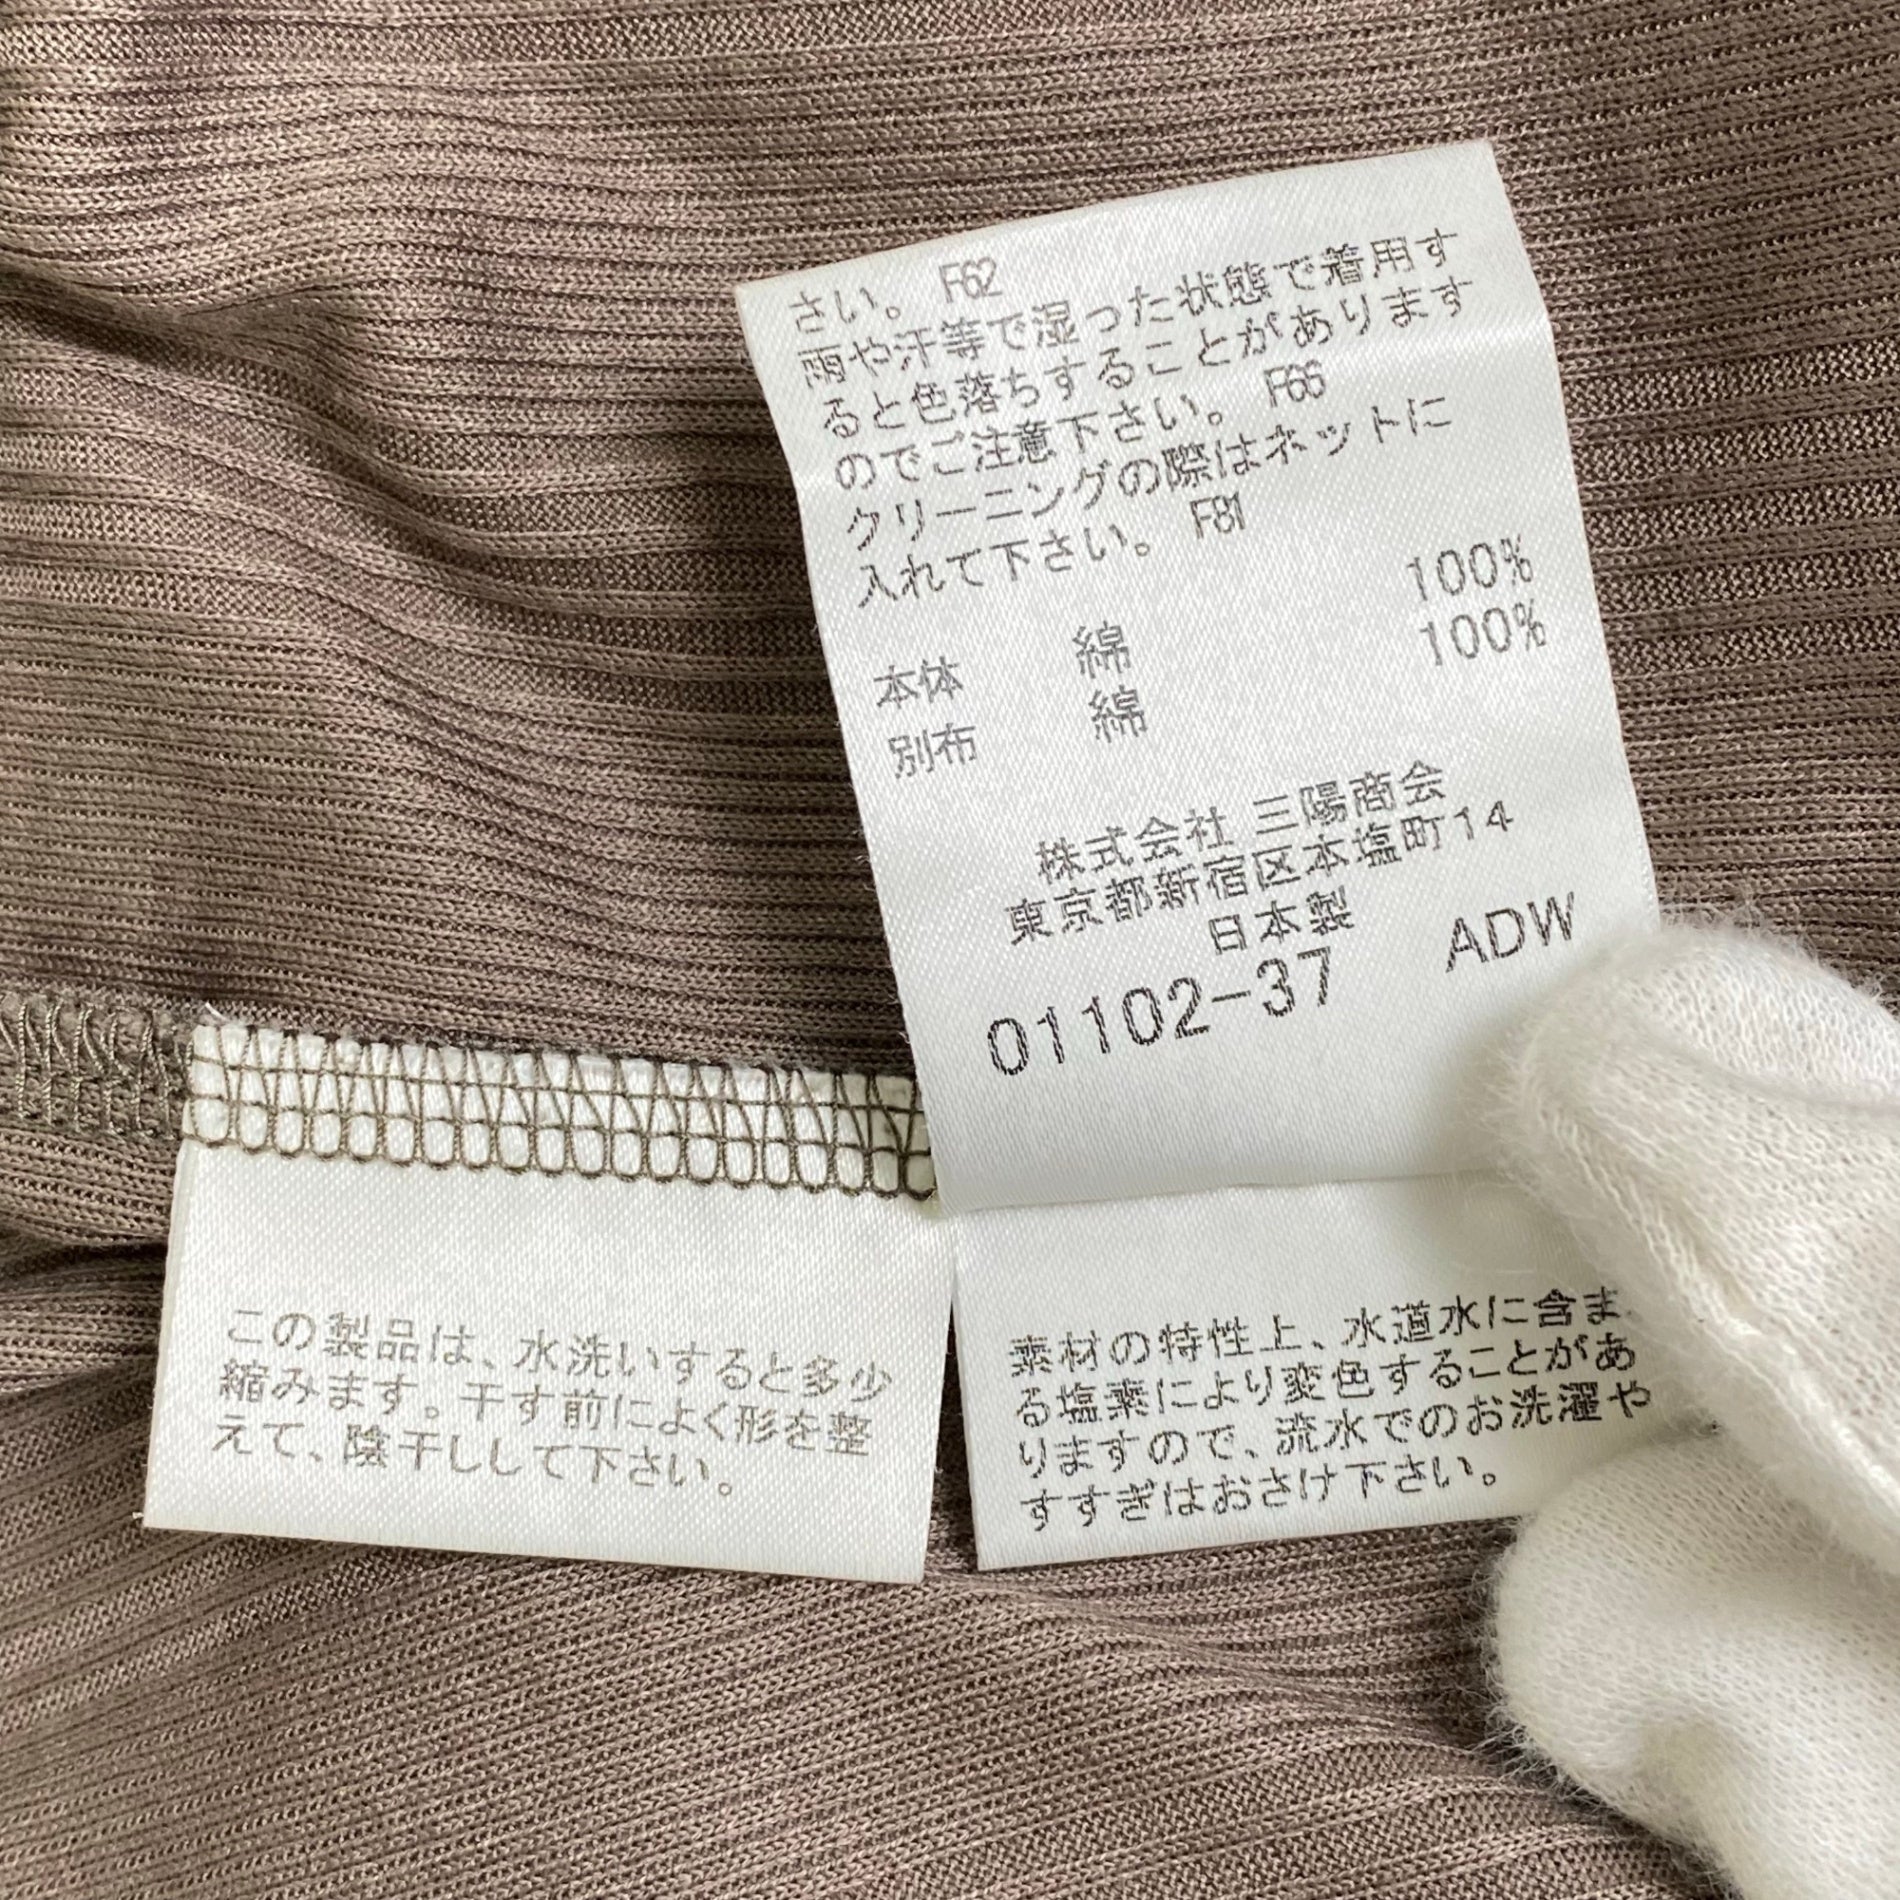 さい。 F62
雨や汗等で湿った状態で着用す
ると色落ちすることがあります
のでご注意下さい。 F66
クリーニングの際はネットに
入れて下さい。 F81
本体 綿 100%
別布 綿 100%
株式会社 三陽商会
東京都新宿区本塩町14
日本製
01102-37 ADW
この製品は、水洗いすると多少
縮みます。干す前によく形を整
えて、陰干しして下さい。
素材の特性上、水道水に含ま
る塩素により変色することがあ
りますので、流水でのお洗濯や
すすぎはおさけ下さい。